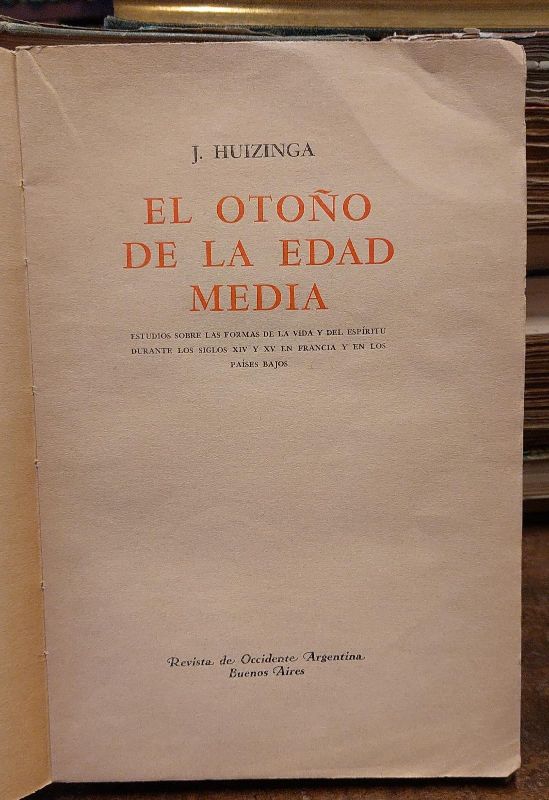 J. HUIZINGA
EL OTOÑO
DE LA EDAD
MEDIA
ESTUDIOS SOBRE LAS FORMAS DE LA VIDA Y DEL ESPÍRITU
DURANTE LOS SIGLOS XIV Y XV EN FRANCIA Y EN LOS
PAÍSES BAJOS
Revista de Occidente Argentina
Buenos Aires